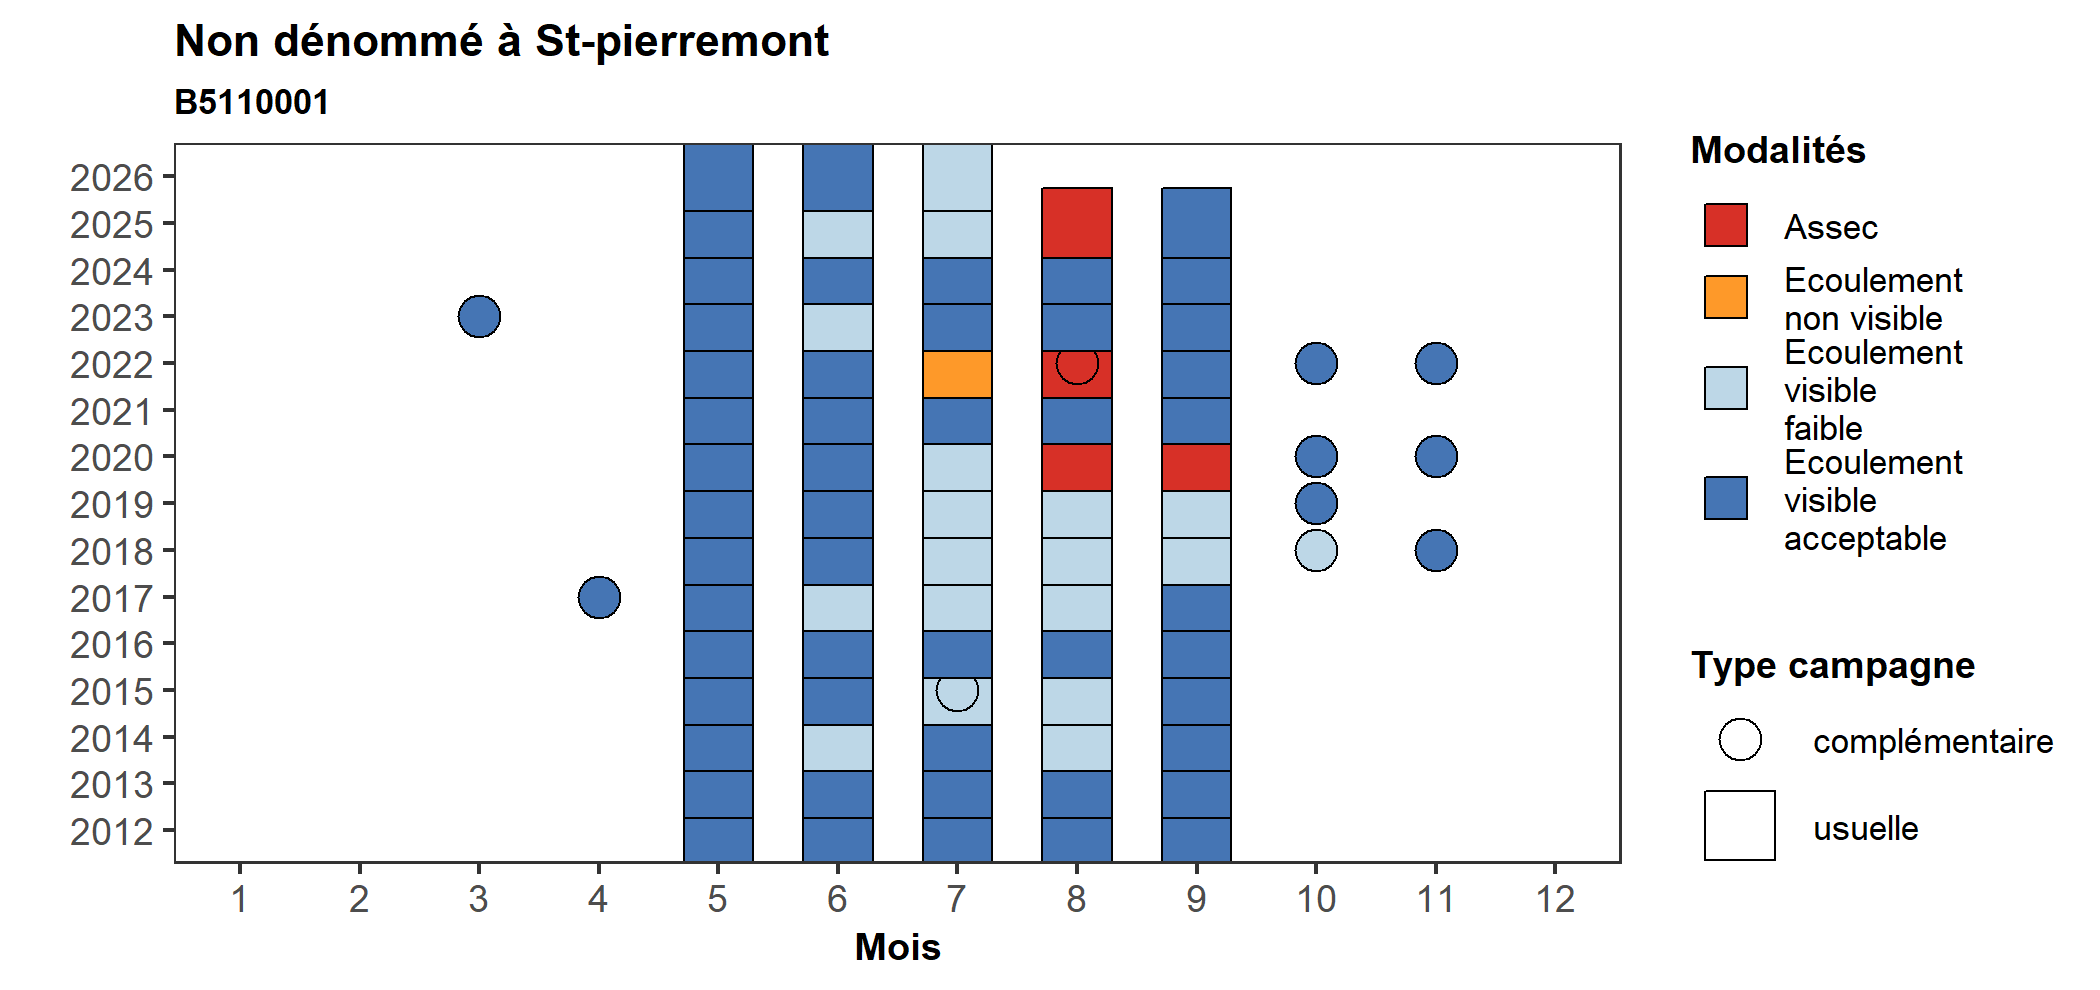 Non dénommé à St-pierremont
B5110001
2026
2025
2024
2023
2022
2021
2020
2019
2018
2017
2016
2015
2014
2013
2012
1 2 3 4 5 6 7 8 9 10 11 12
Mois
Modalités
Assec
Ecoulement
non visible
Ecoulement
visible
faible
Ecoulement
visible
acceptable
Type campagne
complémentaire
usuelle